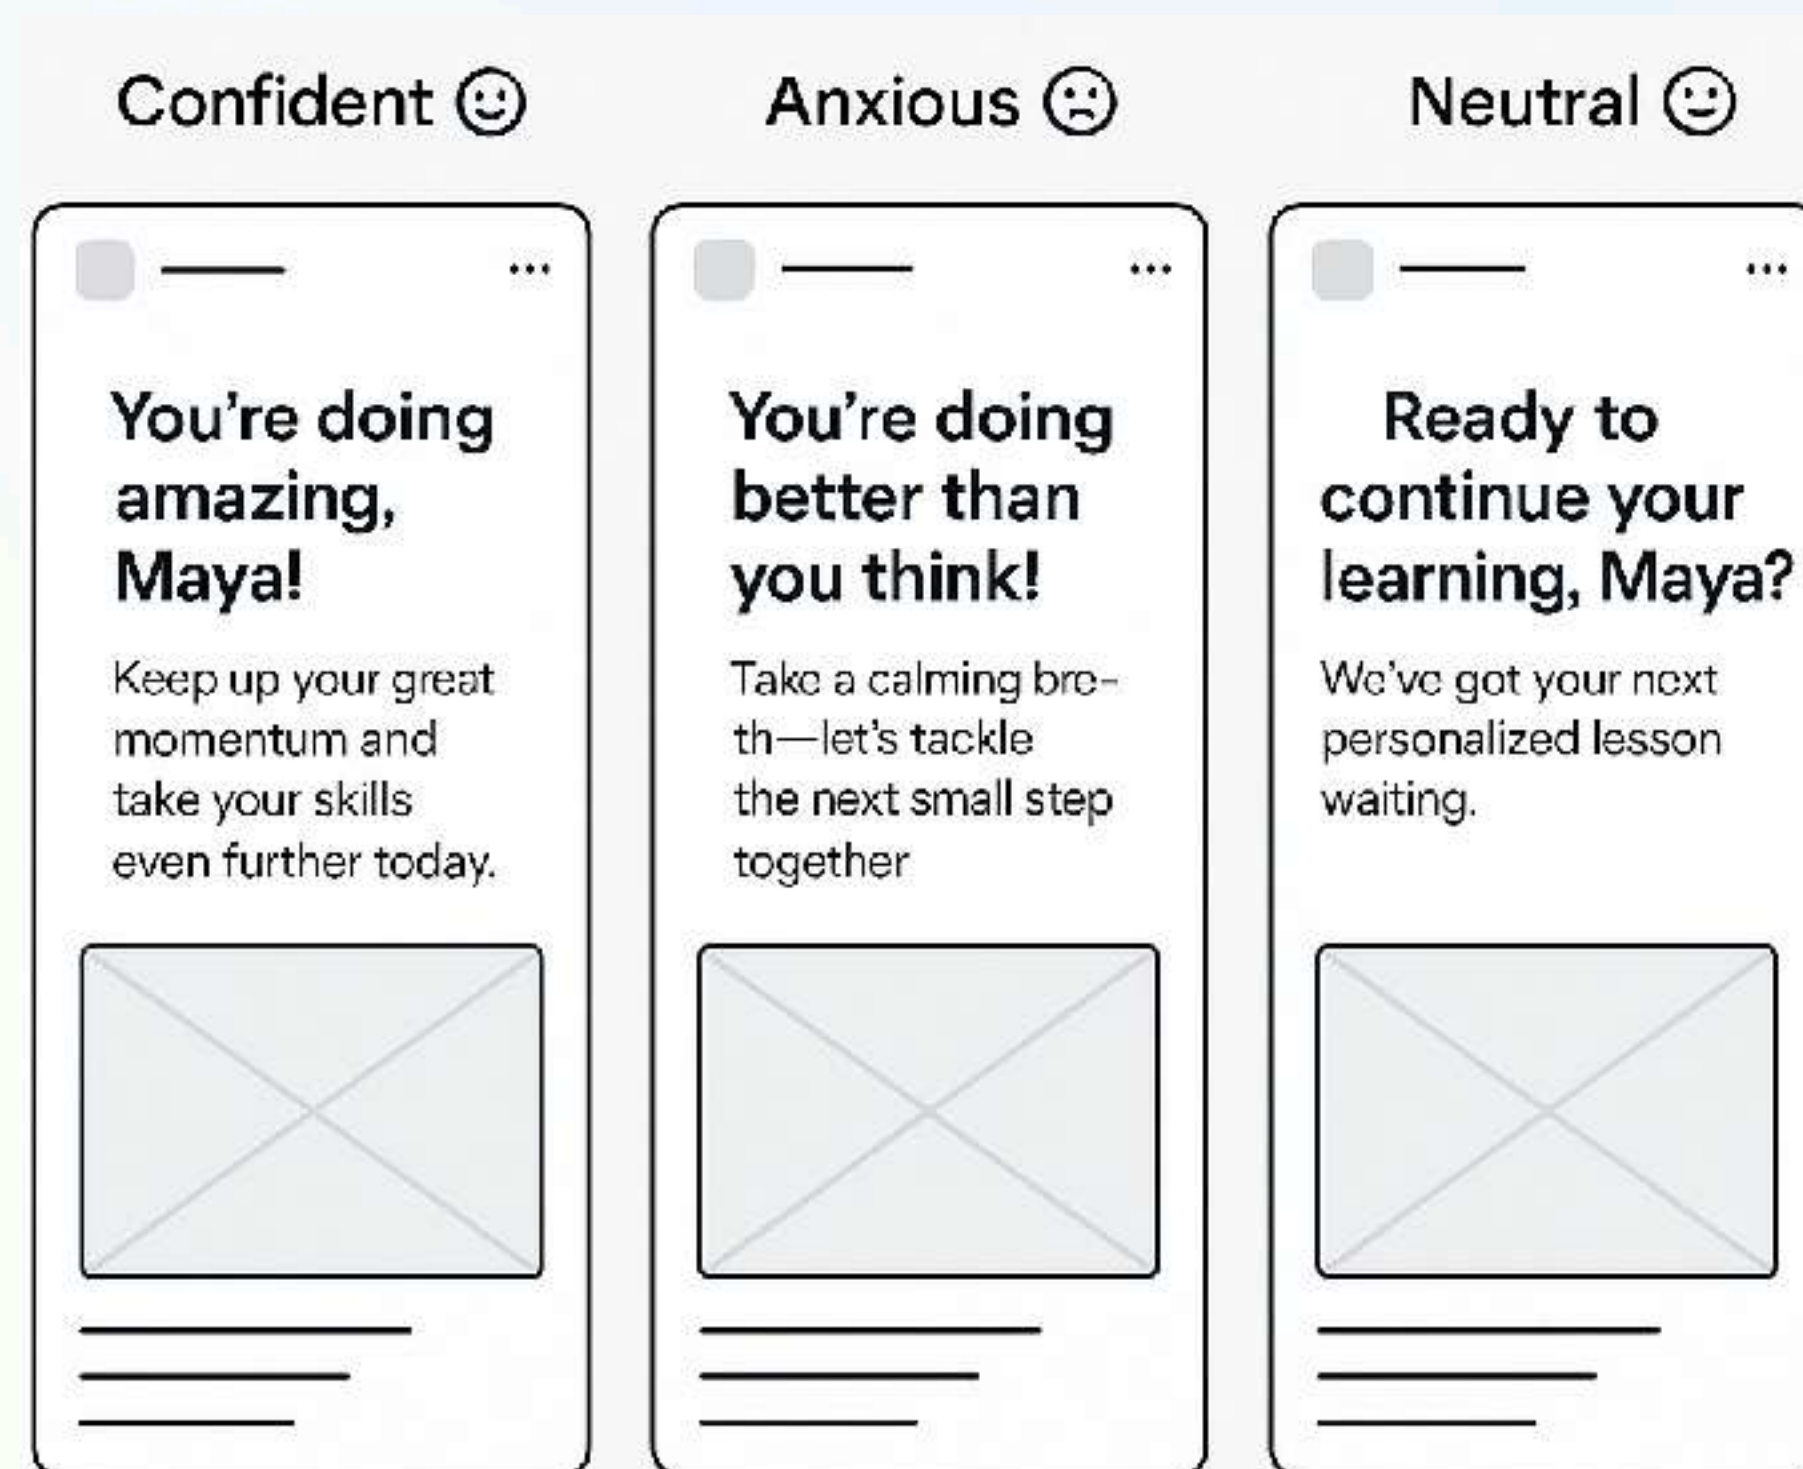 Confident
Anxious
Neutral
You're doing
amazing,
Maya!
Keep up your great
momentum and
take your skills
even further today.
You're doing
better than
you think!
Take a calming bre-
th—let's tackle
the next small step
together
Ready to
continue your
learning, Maya?
We've got your next
personalized lesson
waiting.